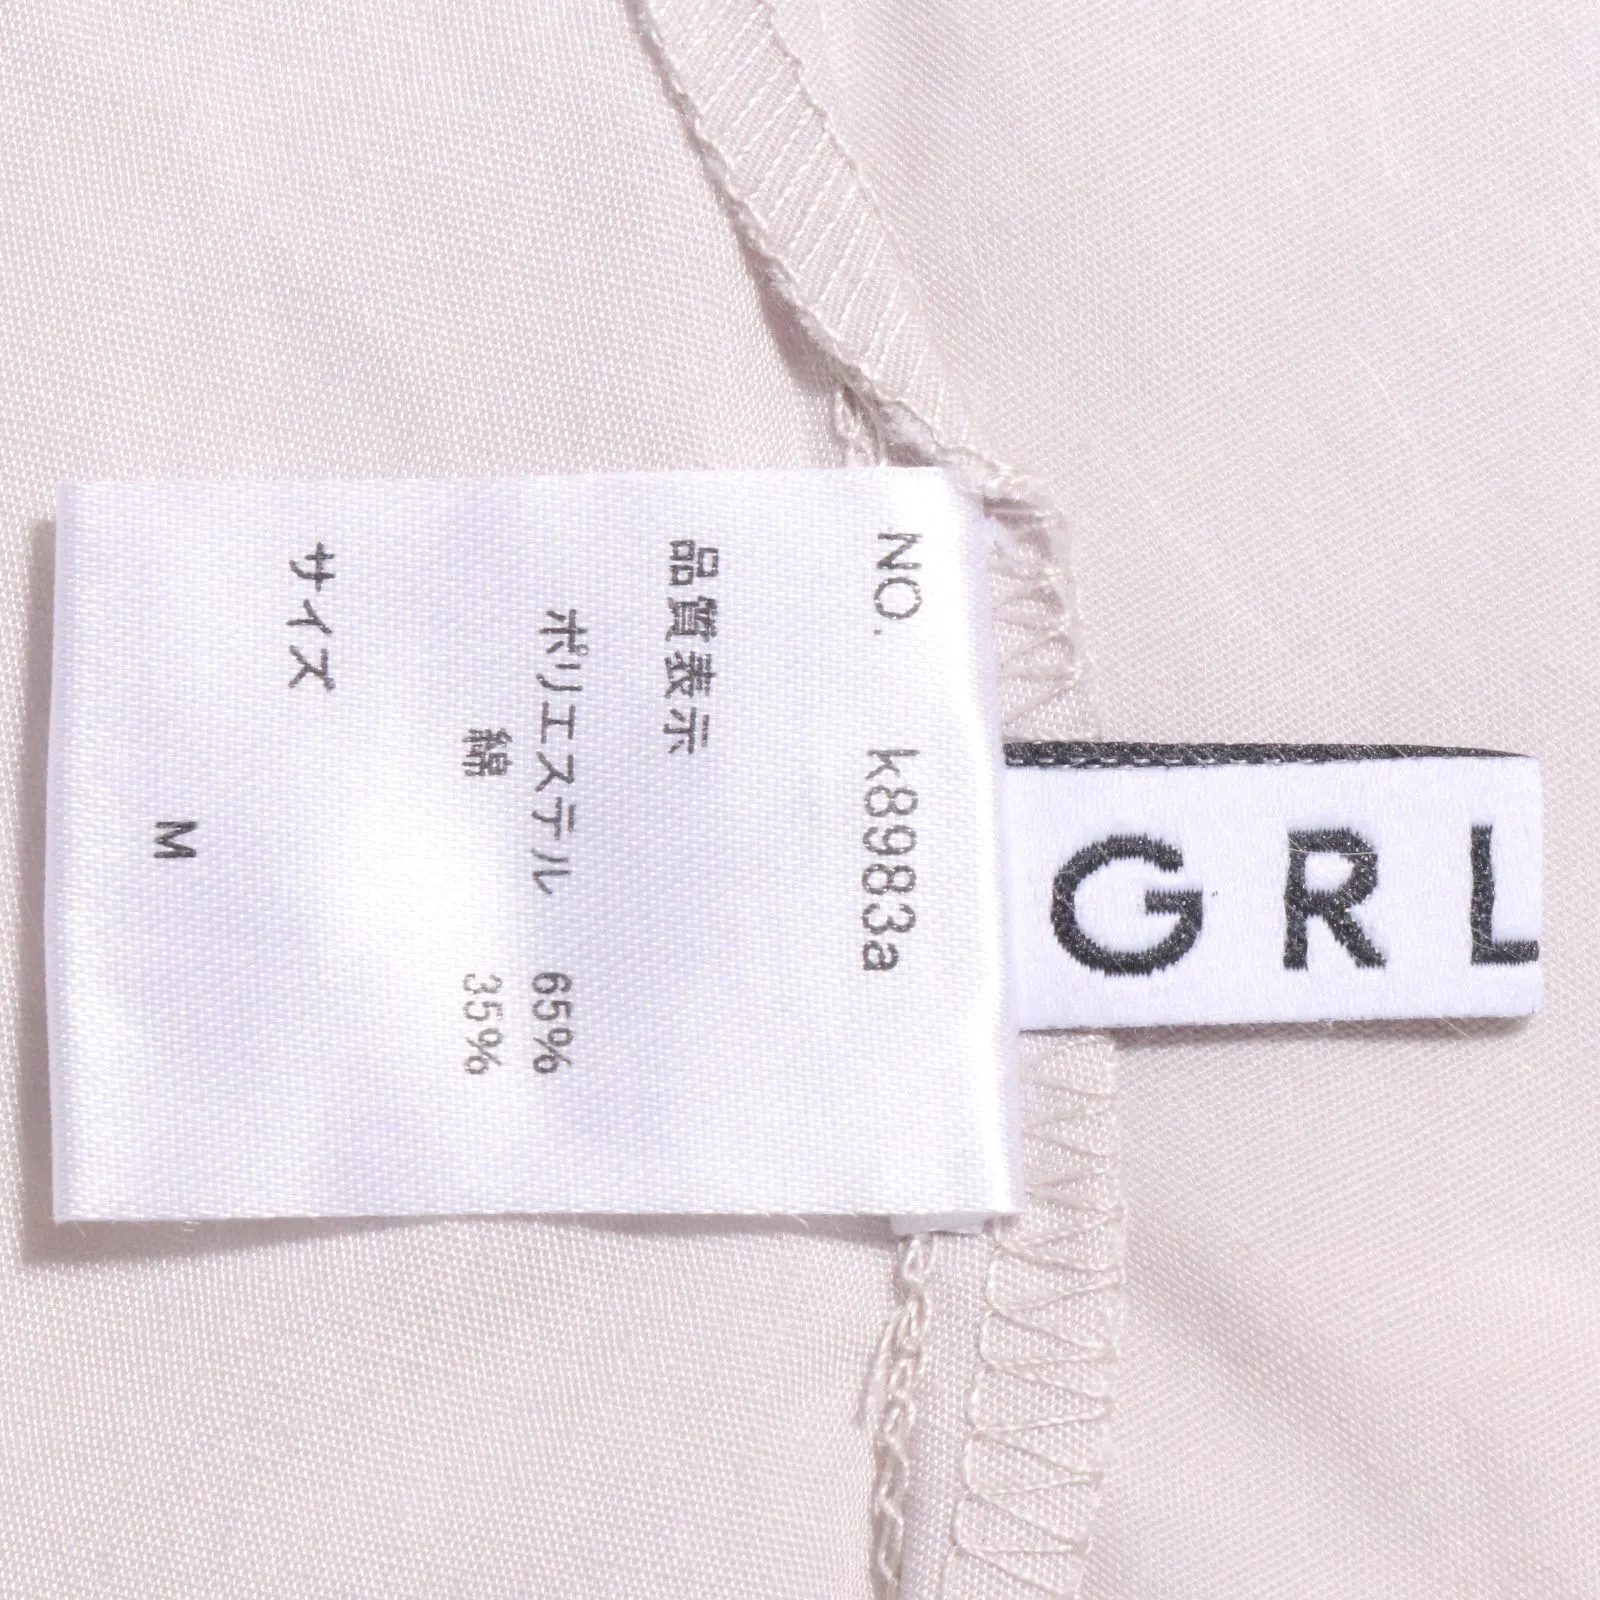 NO. k8983a
品質表示
ポリエステル 65%
綿 35%
サイズ
M
GRL